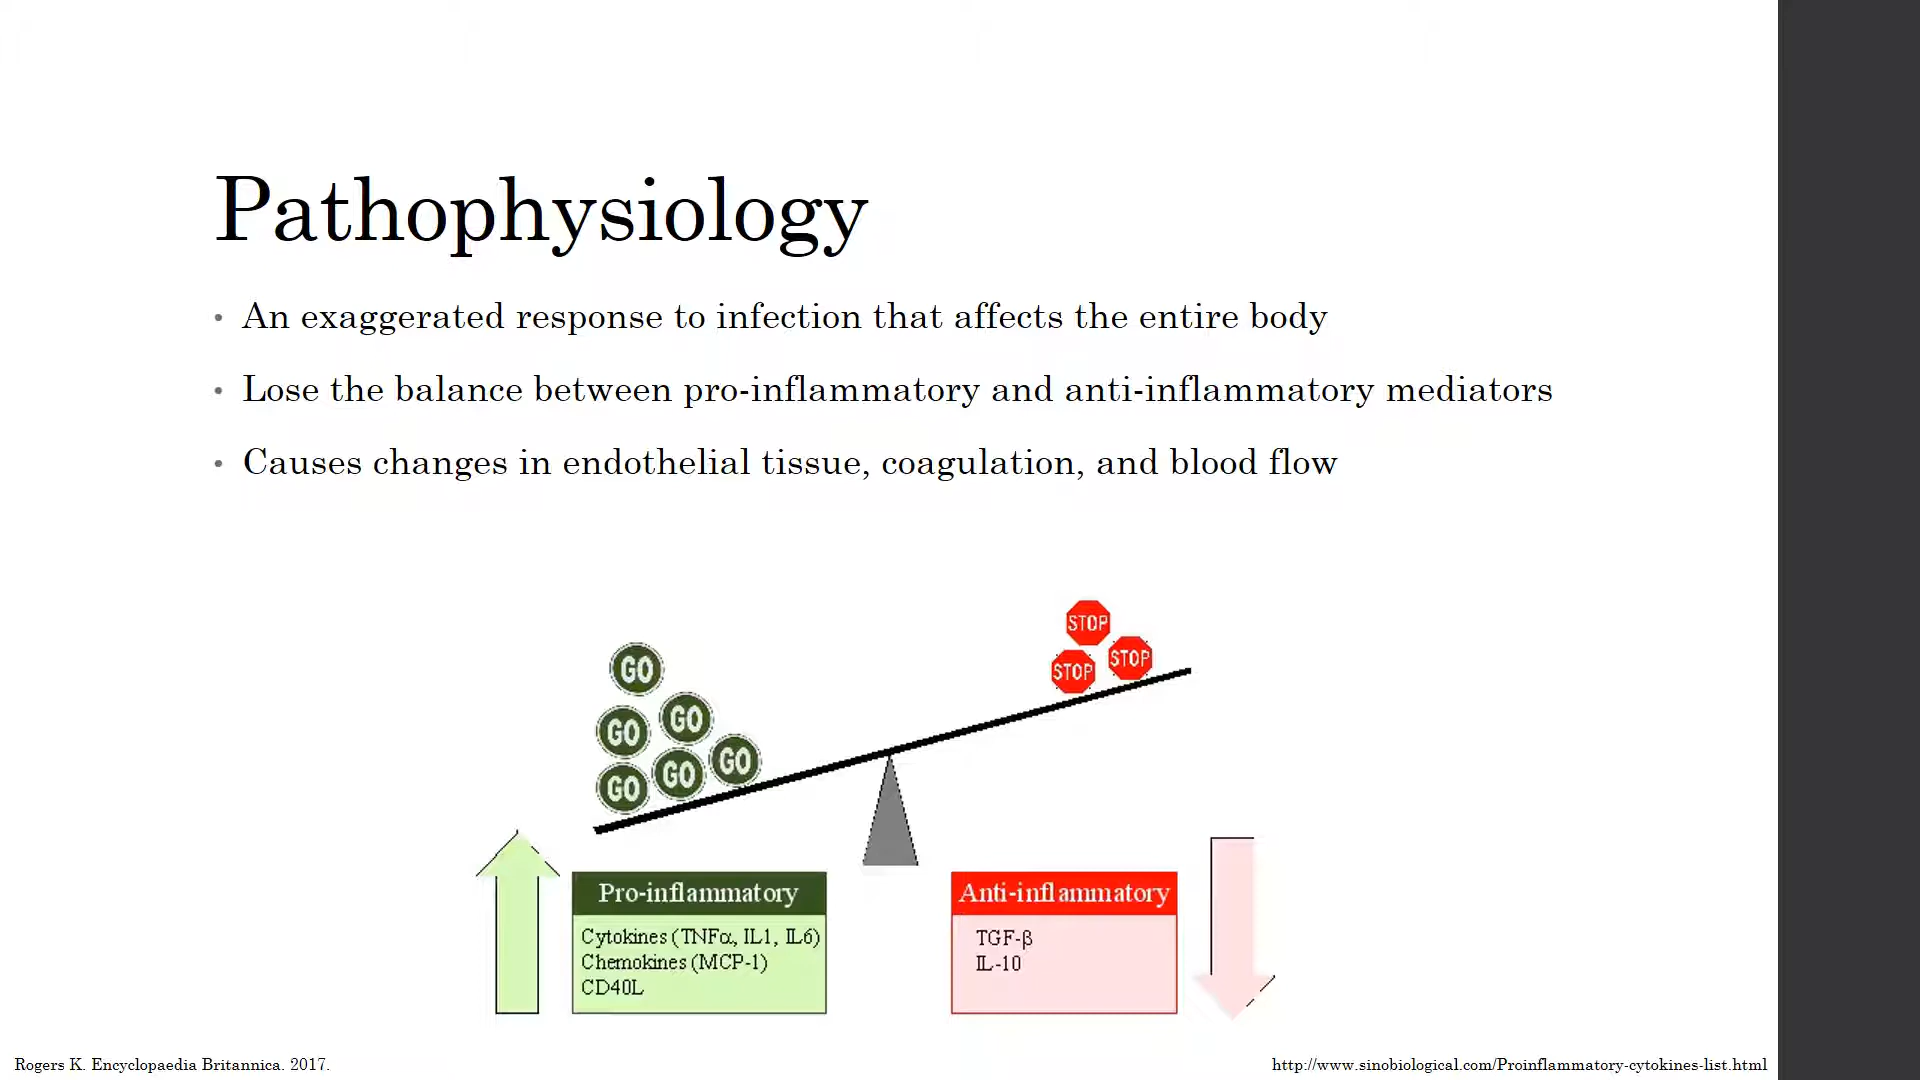 Pathophysiology
• An exaggerated response to infection that affects the entire body
• Lose the balance between pro-inflammatory and anti-inflammatory mediators
• Causes changes in endothelial tissue, coagulation, and blood flow
GO
GO
GO
GO
GO
GO
STOP
STOP
STOP
Pro-inflammatory
Cytokines (TNFα, IL1, IL6)
Chemokines (MCP-1)
CD40L
Anti-inflammatory
TGF-β
IL-10
Rogers K. Encyclopaedia Britannica. 2017.
http://www.sinobiological.com/Proinflammatory-cytokines-list.html